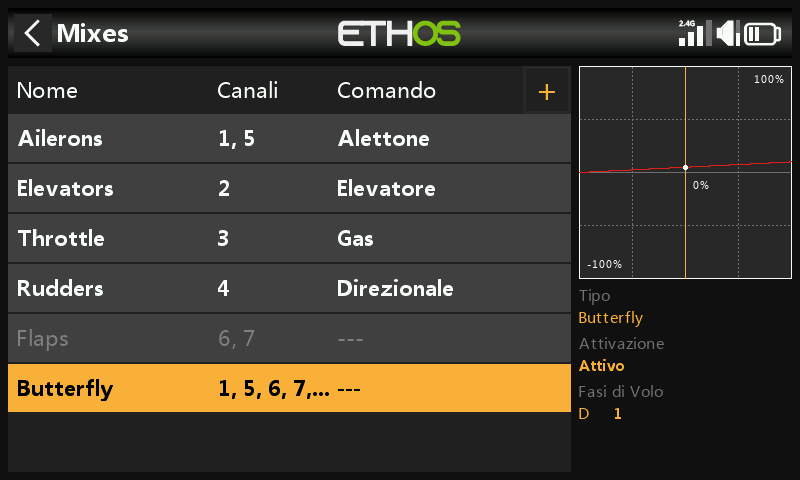 Mixes
ETHOS
2.4G
Nome Canali Comando +
Ailerons 1, 5 Alettone
Elevators 2 Elevatore
Throttle 3 Gas
Rudders 4 Direzionale
Flaps 6, 7 ---
Butterfly 1, 5, 6, 7,... ---
100%
0%
-100%
Tipo
Butterfly
Attivazione
Attivo
Fasi di Volo
D 1